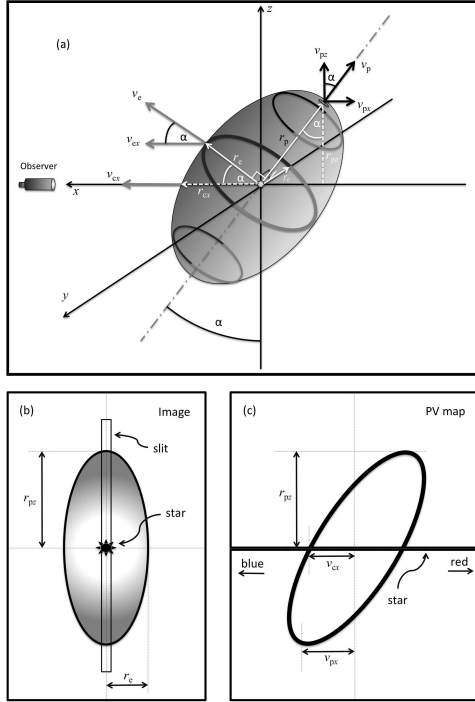 (a)
z
v_pz
α
v_p
v_px
v_e
v_ex
α
r_p
α
r_pz
Observer
v_cx
r_e
α
r_c
x
r_cx
y
α
(b)
Image
slit
r_pz
star
r_e
(c)
PV map
r_pz
blue
v_cx
red
star
v_px